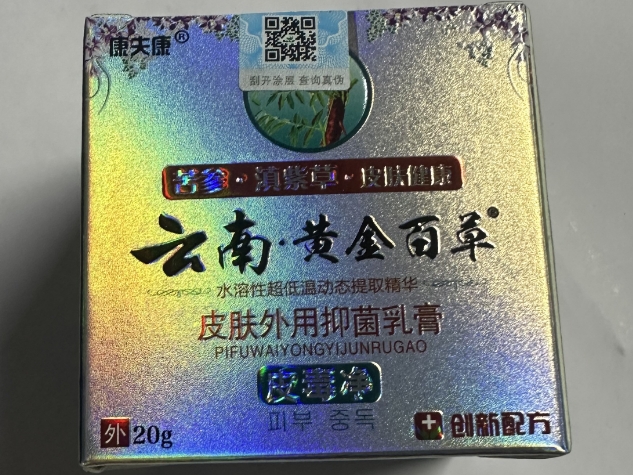 康夫康®
刮开涂层 查询真伪
苦参·滇紫草·皮肤健康
云南·黄金百草
水溶性超低温动态提取精华
皮肤外用抑菌乳膏
PIFUWAIYONGYIJUNRUGAO
皮毒净
피부 중독
外 20g
创新配方